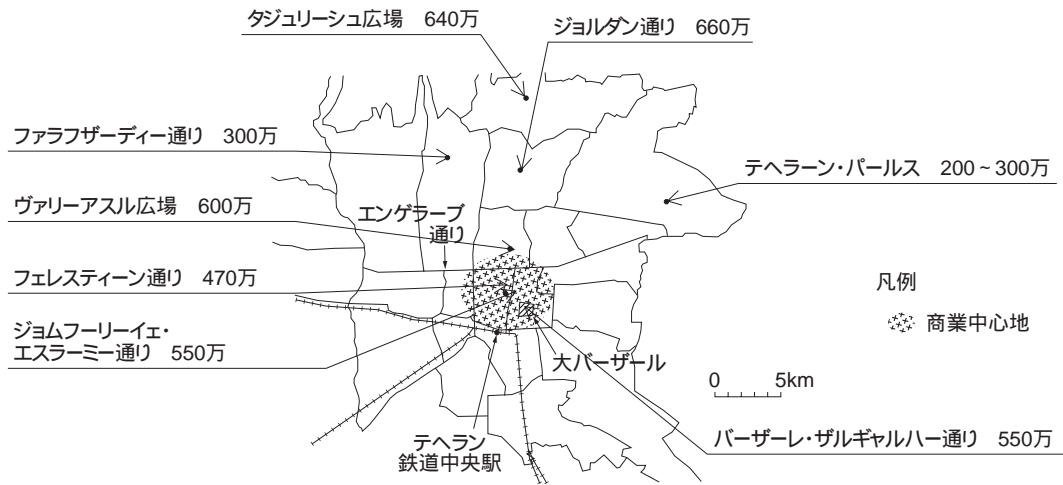 タジュリーシュ広場　640万
ジョルダン通り　660万
ファラフザーディー通り　300万
テヘラーン・パールス　200～300万
ヴァリーアスル広場　600万
エンゲラーブ
通り
フェレスティーン通り　470万
凡例
商業中心地
ジョムフーリーイェ・
エスラーミー通り　550万
大バーザール
0　5km
テヘラン
鉄道中央駅
バーザーレ・ザルギャルハー通り　550万